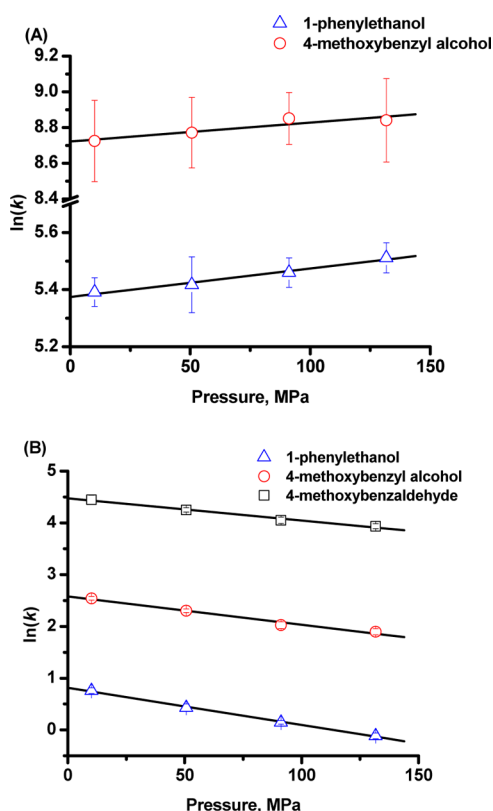 (A)
1-phenylethanol
4-methoxybenzyl alcohol
9.2
9.0
8.8
8.6
8.4
5.6
5.4
5.2
ln(k)
0
50
100
150
Pressure, MPa
(B)
1-phenylethanol
4-methoxybenzyl alcohol
4-methoxybenzaldehyde
5
4
3
2
1
0
ln(k)
0
50
100
150
Pressure, MPa